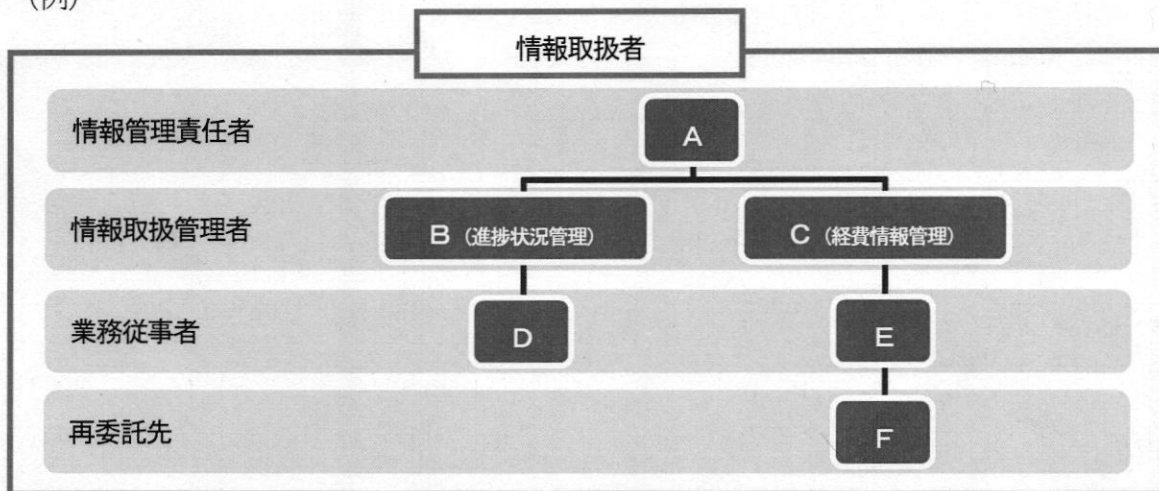 （例）
情報取扱者
情報管理責任者
A
情報取扱管理者
B（進捗状況管理）
C（経費情報管理）
業務従事者
D
E
再委託先
F